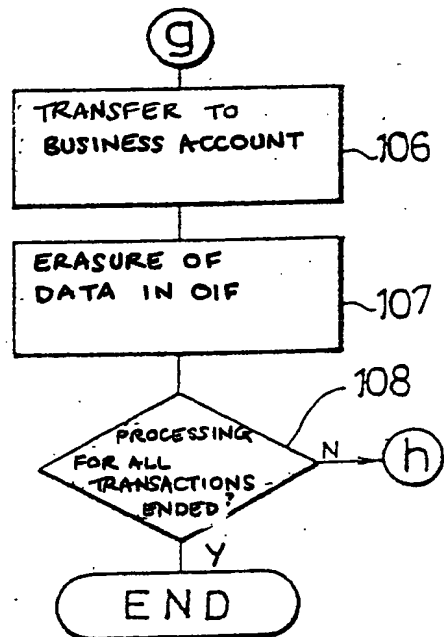 g
TRANSFER TO
BUSINESS ACCOUNT
106
ERASURE OF
DATA IN OIF
107
108
PROCESSING
FOR ALL
TRANSACTIONS
ENDED?
N
h
Y
END